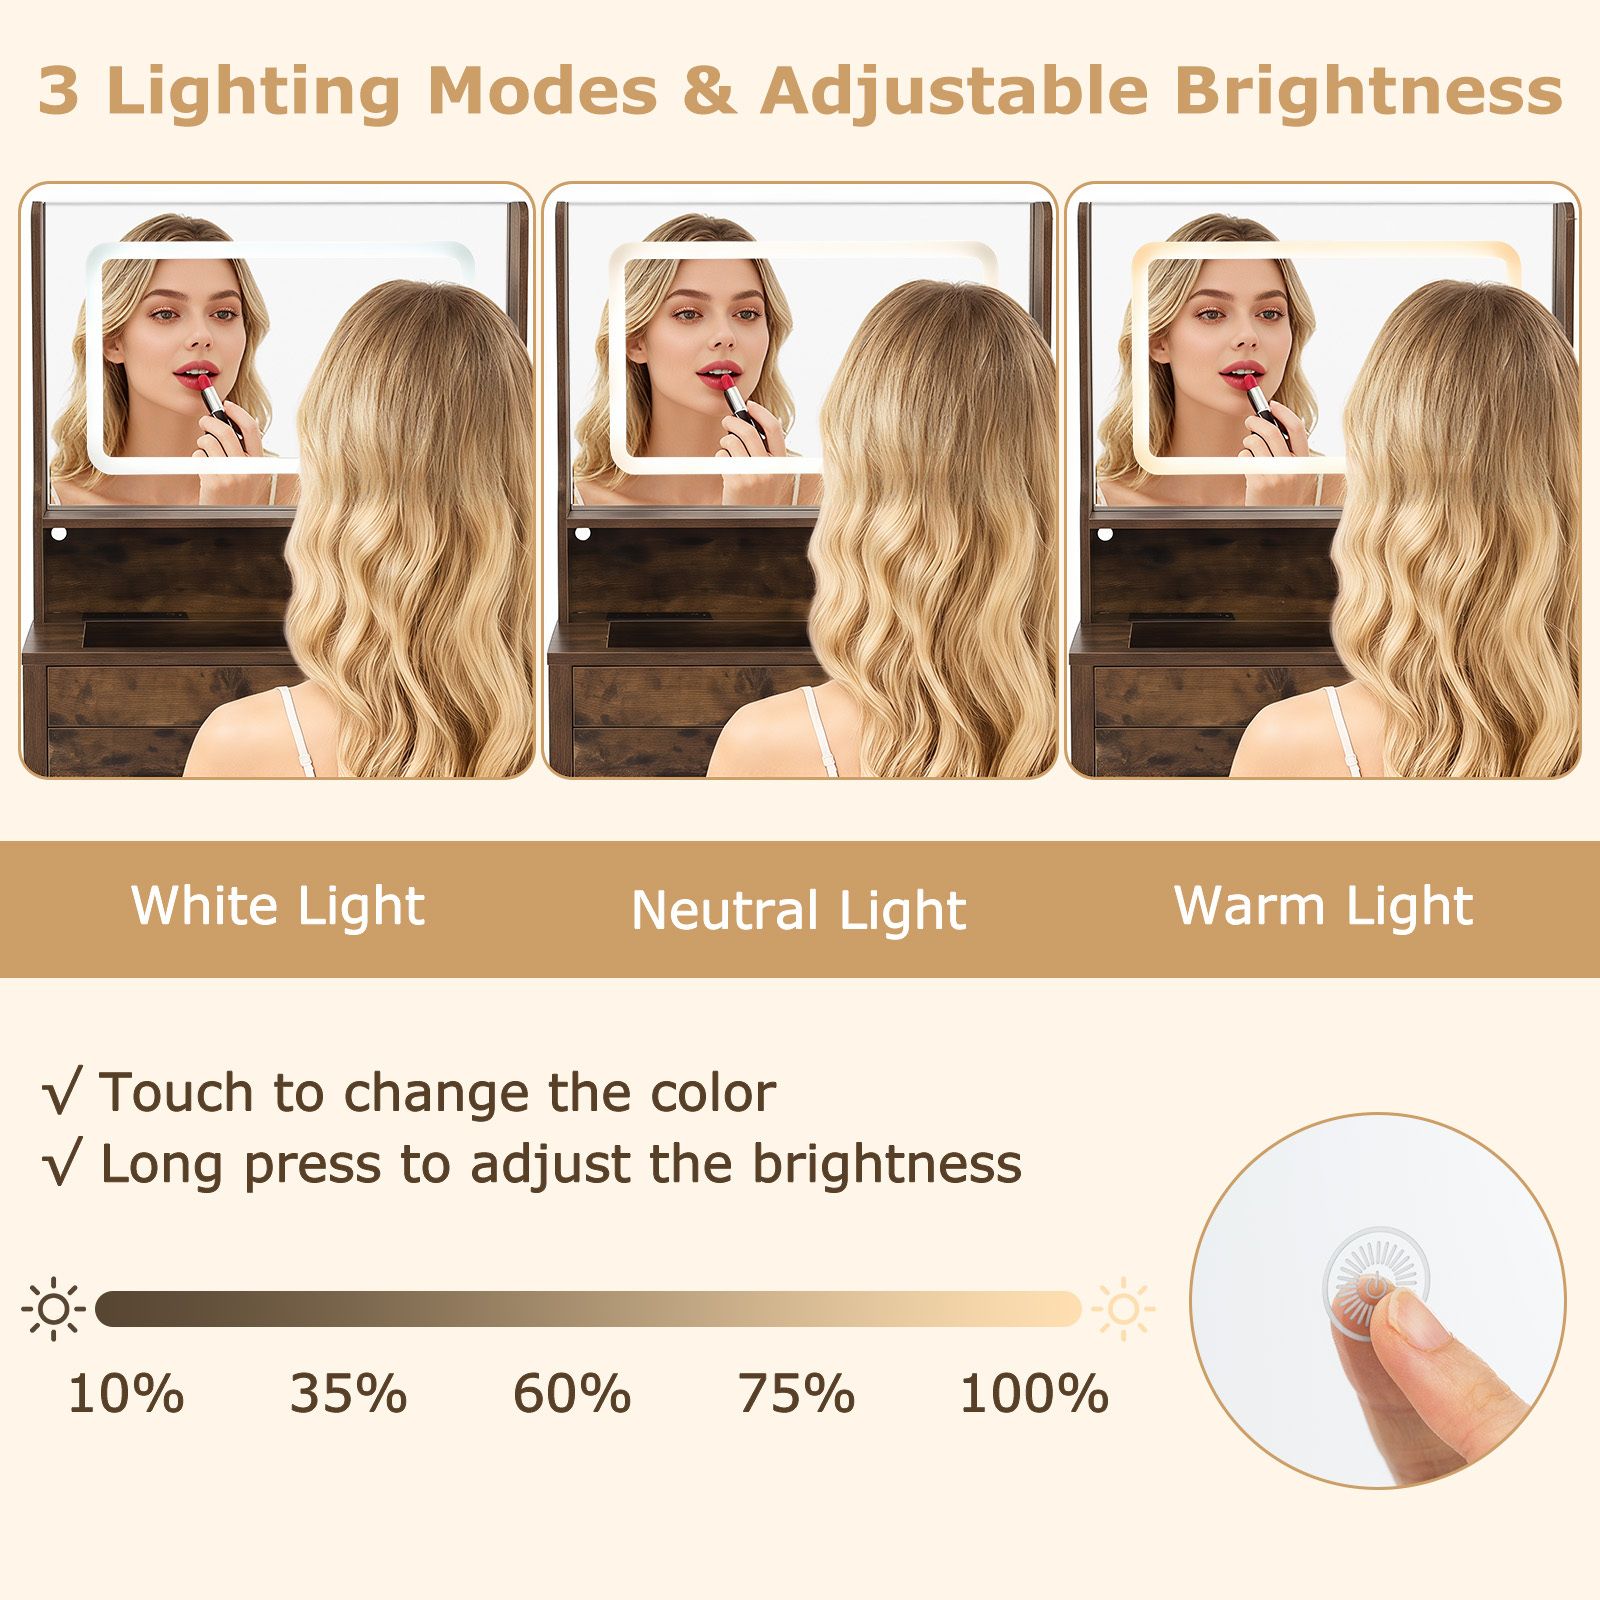 3 Lighting Modes & Adjustable Brightness
White Light
Neutral Light
Warm Light
√ Touch to change the color
√ Long press to adjust the brightness
10% 35% 60% 75% 100%